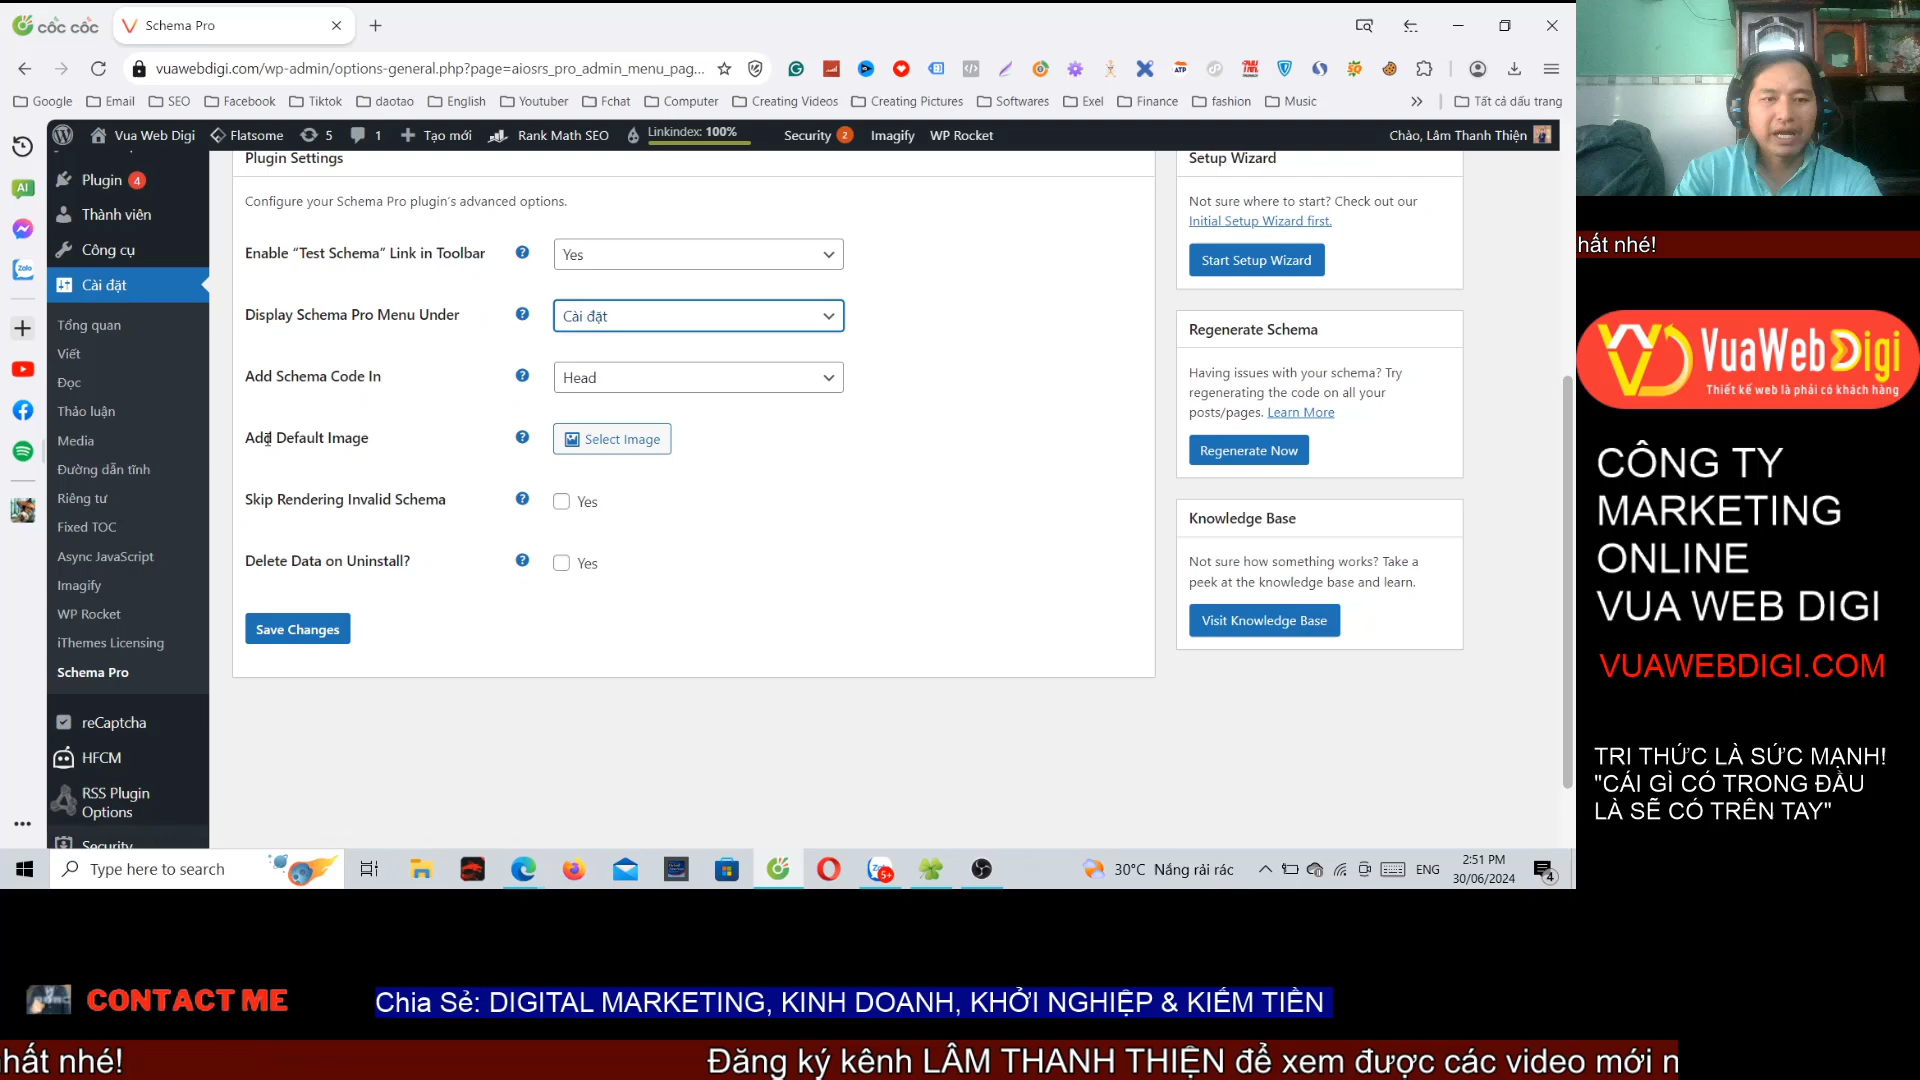 cốc cốc
Schema Pro
vuawebdigi.com/wp-admin/options-general.php?page=aiosrs_pro_admin_menu_pag...
Google
Email
SEO
Facebook
Tiktok
daotao
English
Youtuber
Fchat
Computer
Creating Videos
Creating Pictures
Softwares
Exel
Finance
fashion
Music
Tất cả dấu trang
Vua Web Digi
Flatsome
5
1
Tạo mới
Rank Math SEO
Linkindex: 100%
Security 2
Imagify
WP Rocket
Chào, Lâm Thanh Thiện
Plugin 4
Thành viên
Công cụ
Cài đặt
Tổng quan
Viết
Đọc
Thảo luận
Media
Đường dẫn tĩnh
Riêng tư
Fixed TOC
Async JavaScript
Imagify
WP Rocket
iThemes Licensing
Schema Pro
reCaptcha
HFCM
RSS Plugin
Options
Security
Plugin Settings
Configure your Schema Pro plugin's advanced options.
Enable “Test Schema” Link in Toolbar
Yes
Display Schema Pro Menu Under
Cài đặt
Add Schema Code In
Head
Add Default Image
Select Image
Skip Rendering Invalid Schema
Yes
Delete Data on Uninstall?
Yes
Save Changes
Setup Wizard
Not sure where to start? Check out our
Initial Setup Wizard first.
Start Setup Wizard
Regenerate Schema
Having issues with your schema? Try
regenerating the code on all your
posts/pages. Learn More
Regenerate Now
Knowledge Base
Not sure how something works? Take a
peek at the knowledge base and learn.
Visit Knowledge Base
Type here to search
30°C Nắng rải rác
ENG
2:51 PM
30/06/2024
4
hất nhé!
VuaWebDigi
Thiết kế web là phải có khách hàng
CÔNG TY
MARKETING
ONLINE
VUA WEB DIGI
VUAWEBDIGI.COM
TRI THỨC LÀ SỨC MẠNH!
"CÁI GÌ CÓ TRONG ĐẦU
LÀ SẼ CÓ TRÊN TAY"
CONTACT ME
Chia Sẻ: DIGITAL MARKETING, KINH DOANH, KHỞI NGHIỆP & KIẾM TIỀN
hất nhé!
Đăng ký kênh LÂM THANH THIỆN để xem được các video mới n